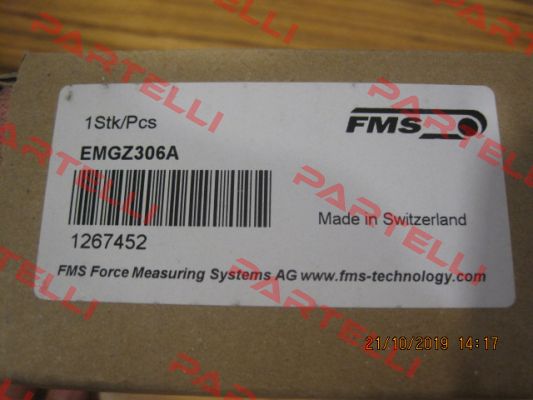 1Stk/Pcs
FMS
EMGZ306A
Made in Switzerland
1267452
FMS Force Measuring Systems AG www.fms-technology.com
21/10/2019 14:17
PARTELLI
PARTELLI
PARTELLI
PARTELLI
PARTELLI
PARTELLI